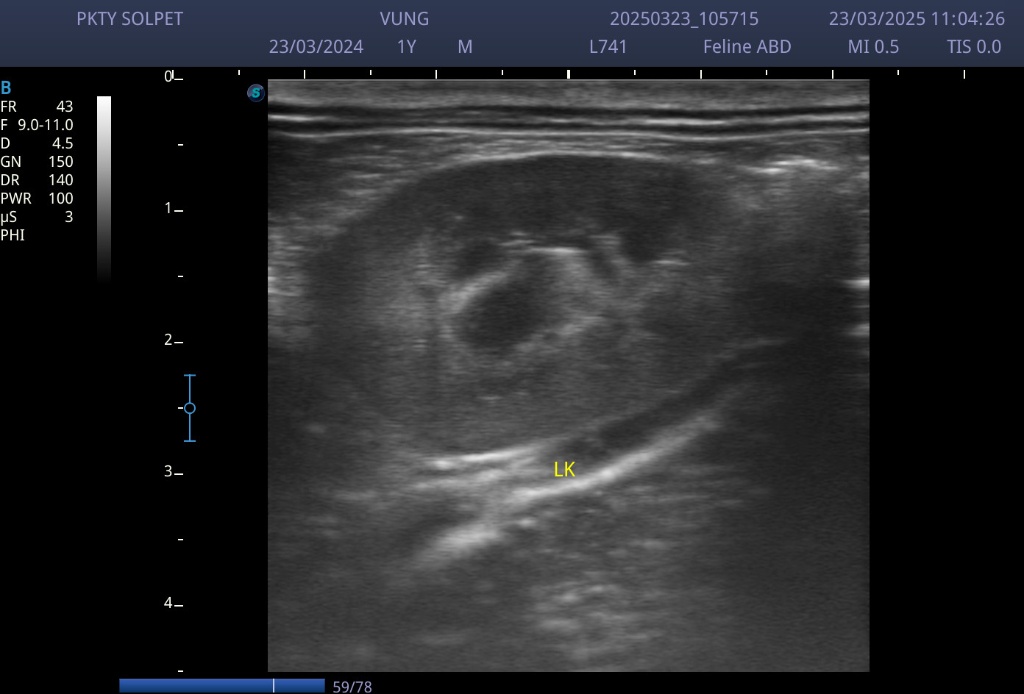 PKTY SOLPET VUNG 20250323_105715 23/03/2025 11:04:26
23/03/2024 1Y M L741 Feline ABD MI 0.5 TIS 0.0
B
FR 43
F 9.0-11.0
D 4.5
GN 150
DR 140
PWR 100
µS 3
PHI
0
S
1
2
3
4
LK
59/78